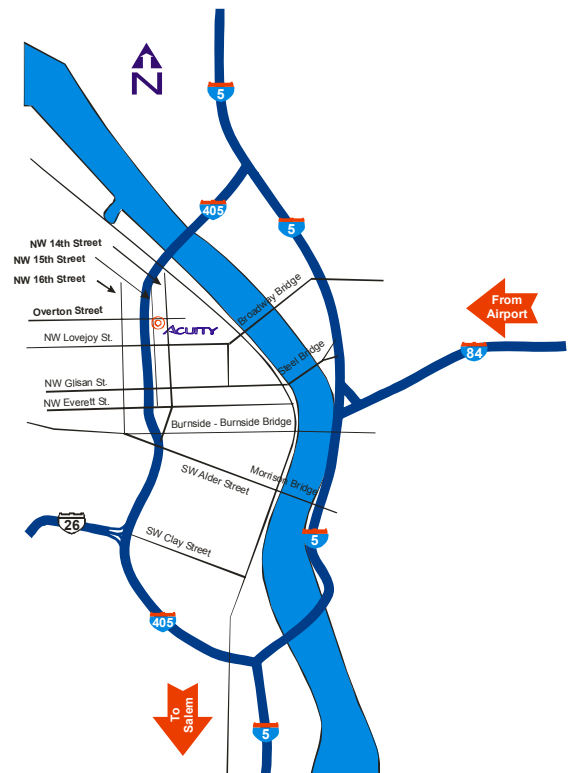 N
5
405
5
NW 14th Street
NW 15th Street
NW 16th Street
Broadway Bridge
From
Airport
Overton Street
ACUITY
NW Lovejoy St.
Steel Bridge
84
NW Glisan St.
NW Everett St.
Burnside - Burnside Bridge
SW Alder Street
Morrison Bridge
26
SW Clay Street
5
405
To
Salem
5